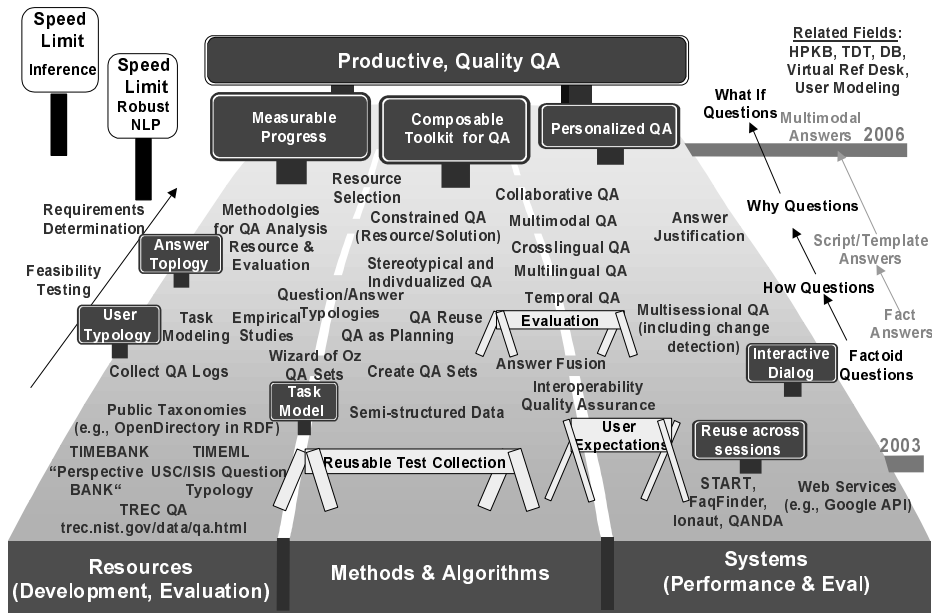 Speed
Limit
Inference
Speed
Limit
Robust
NLP
Productive, Quality QA
Measurable
Progress
Composable
Toolkit for QA
Personalized QA
Related Fields:
HPKB, TDT, DB,
Virtual Ref Desk,
User Modeling
What If
Questions
Multimodal
Answers
2006
Resource
Selection
Collaborative QA
Requirements
Determination
Methodolgies
for QA Analysis
Resource &
Evaluation
Constrained QA
(Resource/Solution)
Multimodal QA
Answer
Justification
Why Questions
Answer
Toplogy
Crosslingual QA
Script/Template
Answers
Feasibility
Testing
Stereotypical and
Indivdualized QA
Multilingual QA
How Questions
Question/Answer
Typologies
Temporal QA
User
Typology
Task
Modeling
Empirical
Studies
QA Reuse
QA as Planning
Evaluation
Multisessional QA
(including change
detection)
Fact
Answers
Collect QA Logs
Wizard of Oz
QA Sets
Create QA Sets
Answer Fusion
Interactive
Dialog
Factoid
Questions
Task
Model
Interoperability
Quality Assurance
Public Taxonomies
(e.g., OpenDirectory in RDF)
Semi-structured Data
User
Expectations
Reuse across
sessions
2003
TIMEBANK
TIMEML
“Perspective
BANK“
USC/ISIS Question
Typology
Reusable Test Collection
START,
FaqFinder,
Ionaut, QANDA
Web Services
(e.g., Google API)
TREC QA
trec.nist.gov/data/qa.html
Resources
(Development, Evaluation)
Methods & Algorithms
Systems
(Performance & Eval)